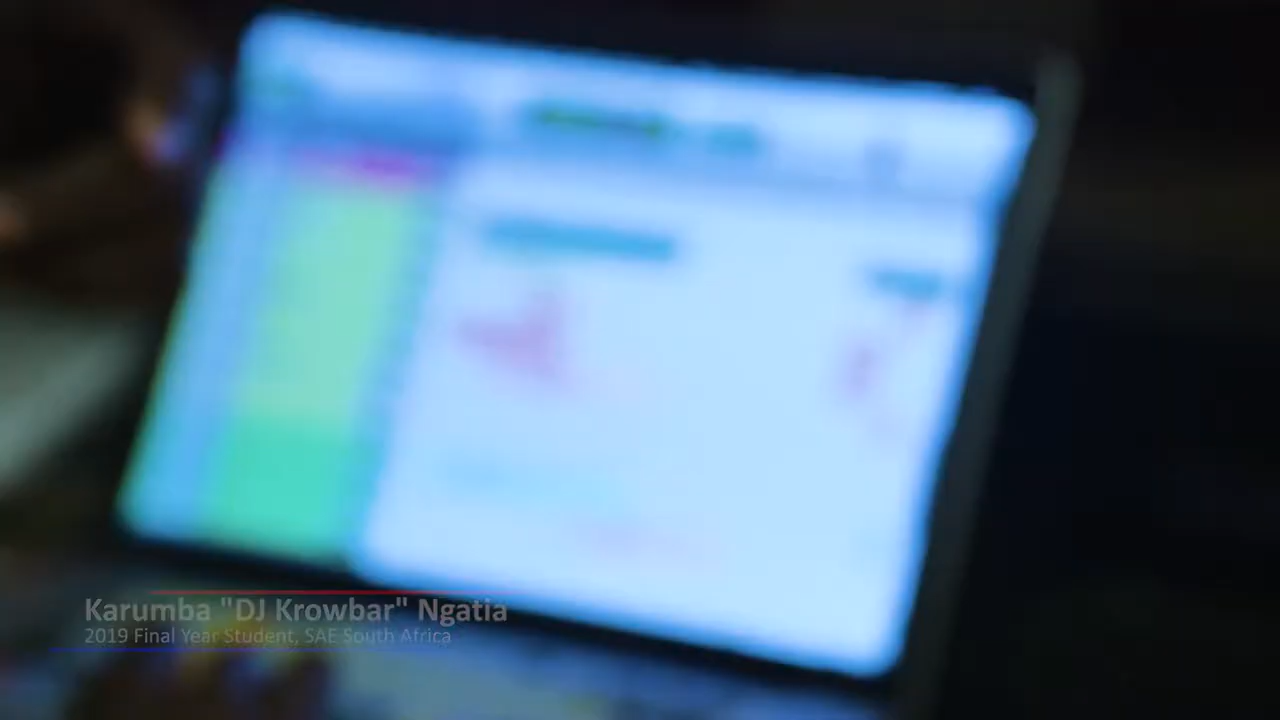 Karumba "DJ Krowbar" Ngatia
2019 Final Year Student, SAE South Africa